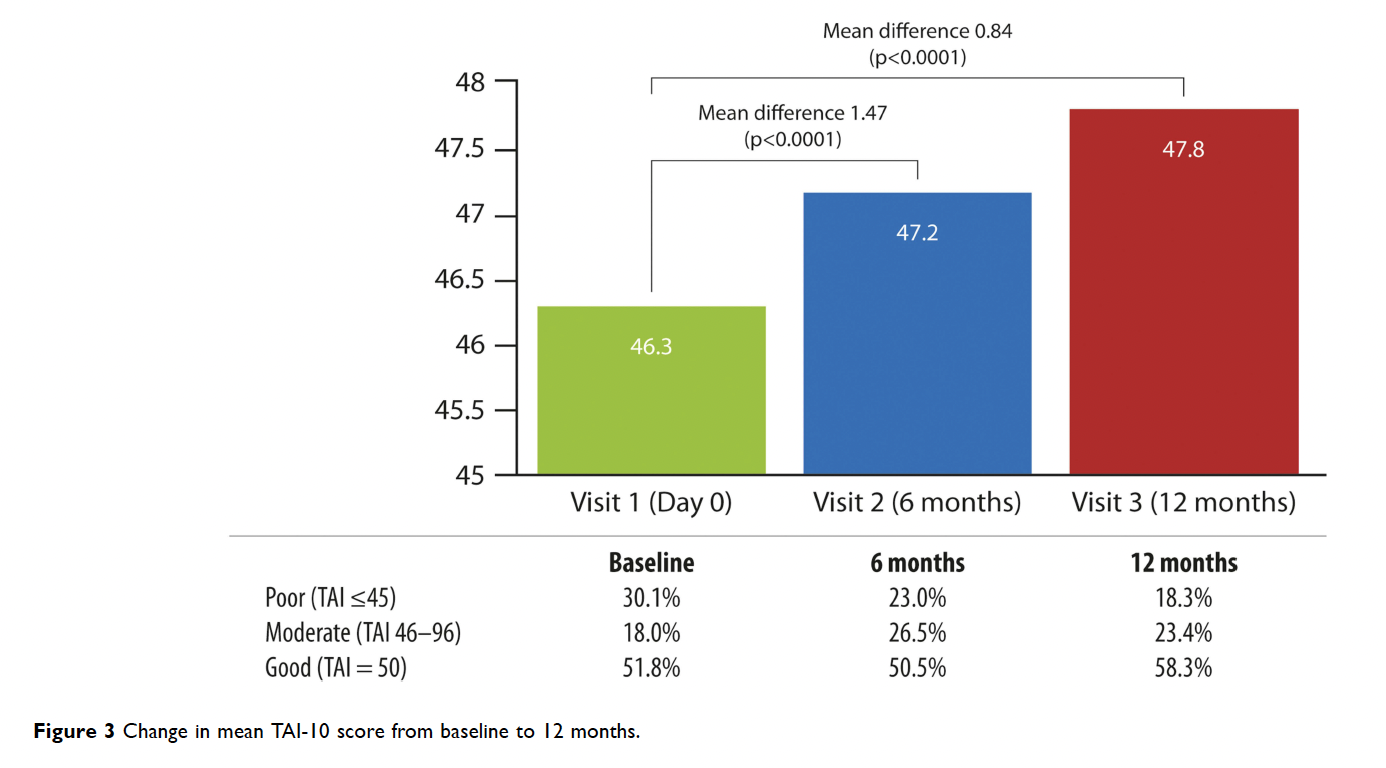 Mean difference 0.84
(p<0.0001)
Mean difference 1.47
(p<0.0001)
48
47.5
47
46.5
46
45.5
45
46.3
47.2
47.8
Visit 1 (Day 0) Visit 2 (6 months) Visit 3 (12 months)
Baseline 6 months 12 months
Poor (TAI ≤45) 30.1% 23.0% 18.3%
Moderate (TAI 46–96) 18.0% 26.5% 23.4%
Good (TAI = 50) 51.8% 50.5% 58.3%
Figure 3 Change in mean TAI-10 score from baseline to 12 months.